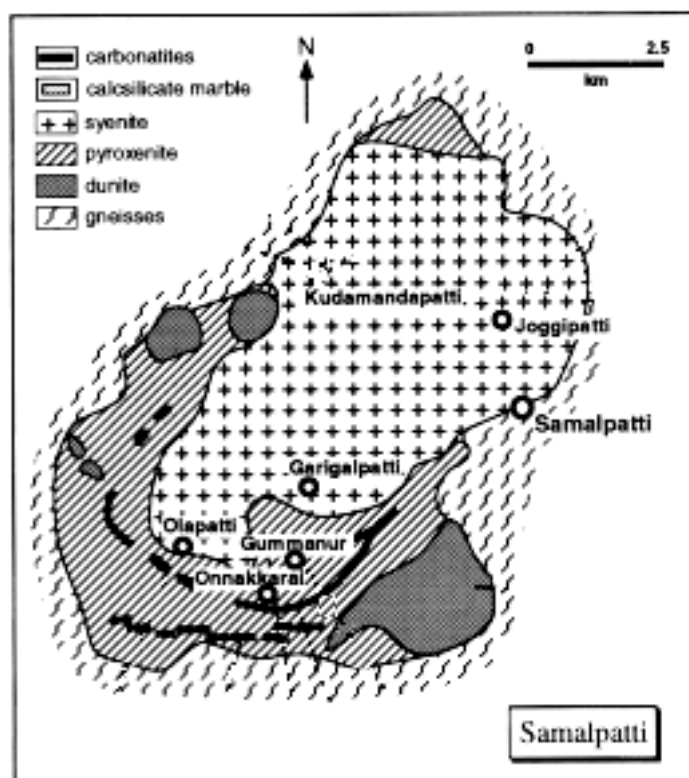 carbonatites
calcsilicate marble
syenite
pyroxenite
dunite
gneisses
N
0 2.5
km
Kudamandapatti
Joggipatti
Samalpatti
Garigalpatti
Olapatti
Gummanur
Onnakkarai
Samalpatti